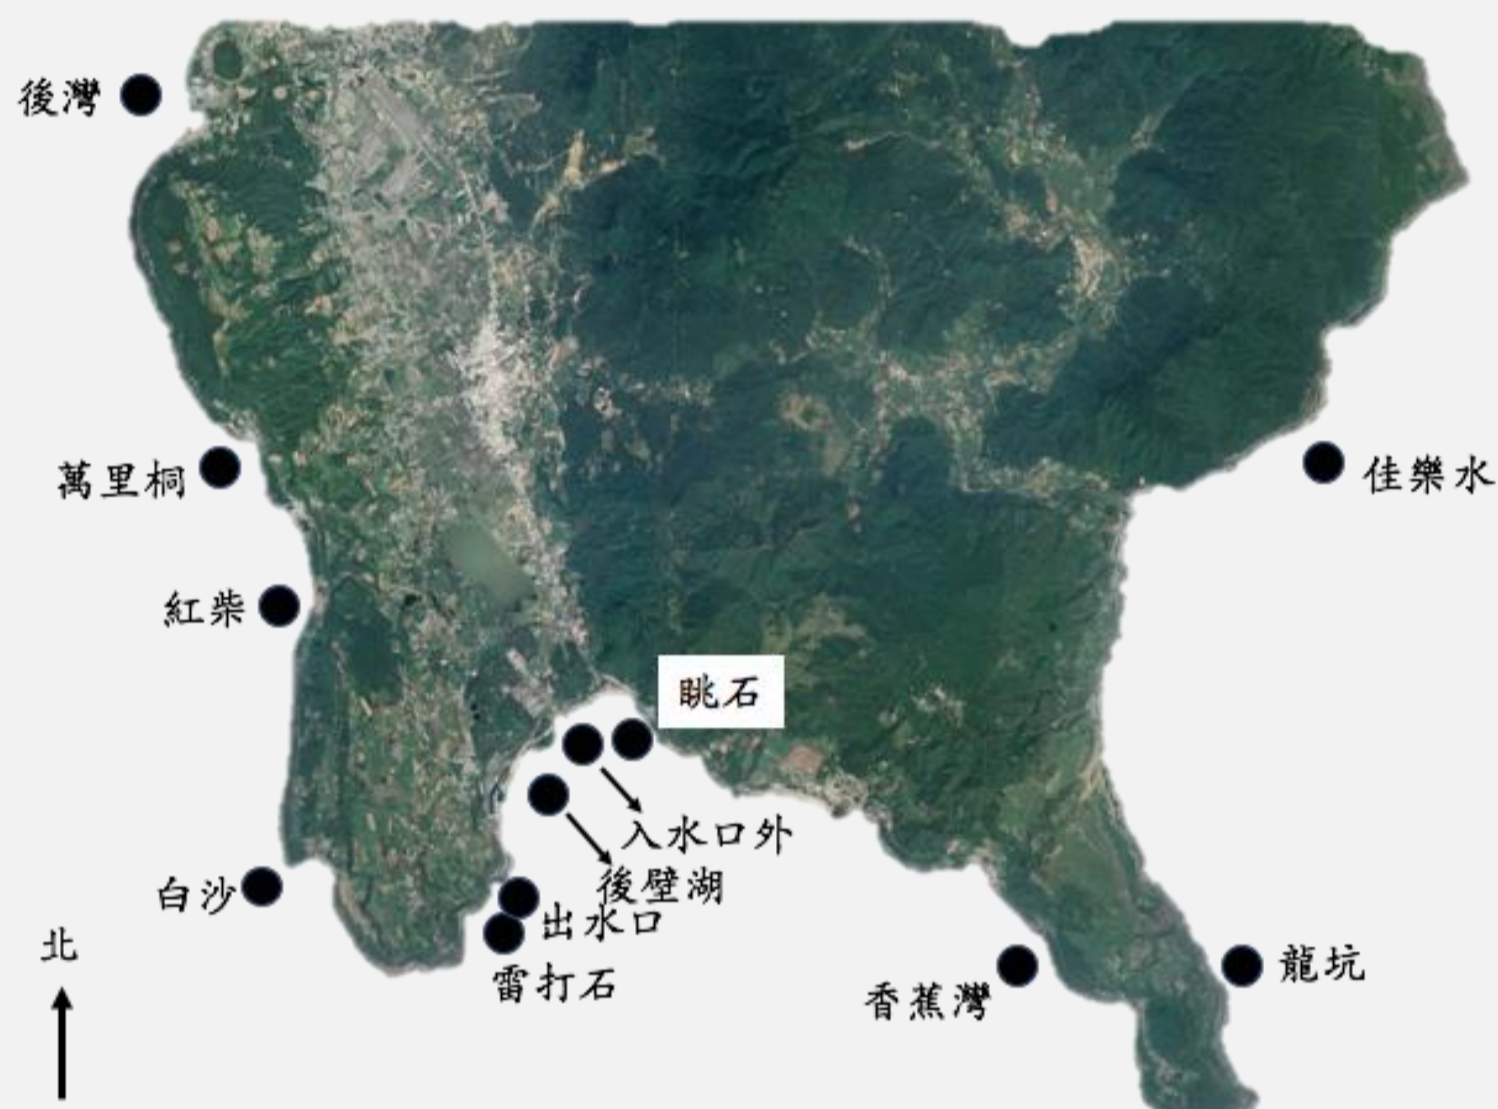 後灣
萬里桐
佳樂水
紅柴
眺石
入水口外
後壁湖
白沙
出水口
北
雷打石
龍坑
香蕉灣